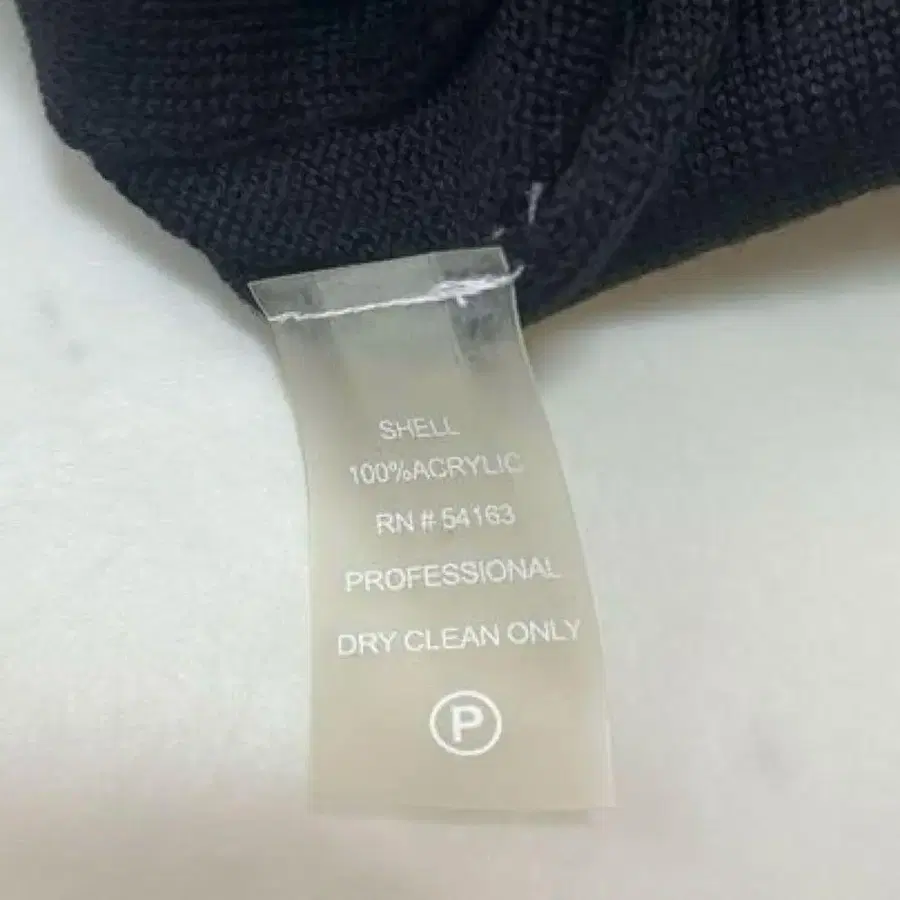 SHELL
100%ACRYLIC
RN # 54163
PROFESSIONAL
DRY CLEAN ONLY
P